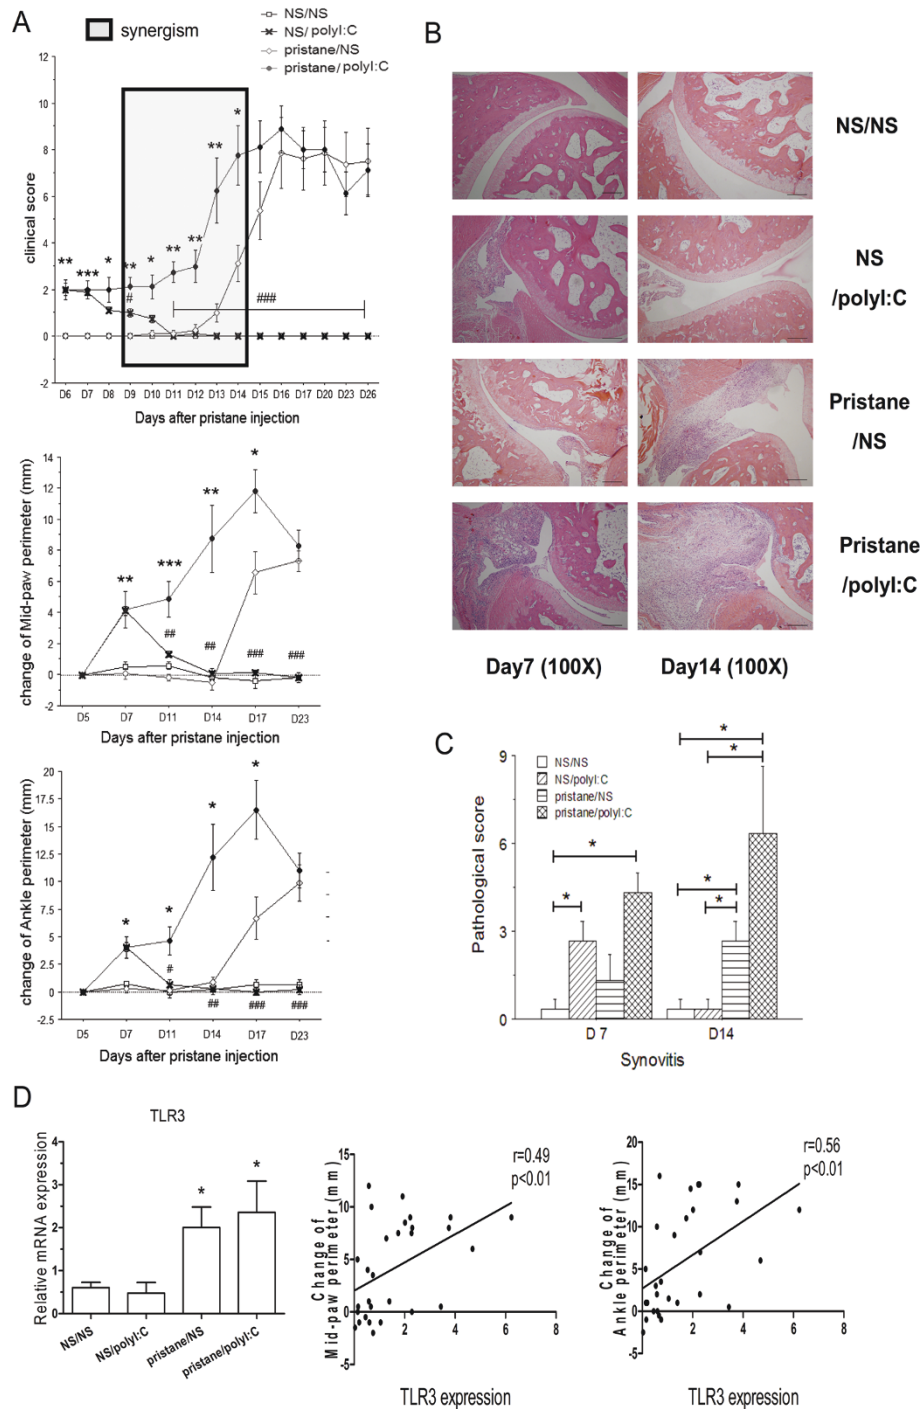 A
synergism
NS/NS
NS/polyI:C
pristane/NS
pristane/polyI:C
clinical score
12
10
8
6
4
2
0
-2
** *** * ** * ** ** ** *
#
###
D6 D7 D8 D9 D10 D11 D12 D13 D14 D15 D16 D17 D20 D23 D26
Days after pristane injection
change of Mid-paw perimeter (mm)
14
12
10
8
6
4
2
0
-2
** *** ** *
## ## ### ###
D5 D7 D11 D14 D17 D23
Days after pristane injection
change of Ankle perimeter (mm)
20
17.5
15
12.5
10
7.5
5
2.5
0
-2.5
* * * *
# ## ### ###
D5 D7 D11 D14 D17 D23
Days after pristane injection
B
NS/NS
NS
/polyI:C
Pristane
/NS
Pristane
/polyI:C
Day7 (100X) Day14 (100X)
C
NS/NS
NS/polyI:C
pristane/NS
pristane/polyI:C
Pathological score
9
6
3
0
* *
* * * *
D 7 D14
Synovitis
D
TLR3
Relative mRNA expression
4
3
2
1
0
* *
NS/NS
NS/polyI:C
pristane/NS
pristane/polyI:C
r=0.49
p<0.01
Change of
Mid-paw perimeter (mm)
15
10
5
0
-5
2 4 6 8
TLR3 expression
r=0.56
p<0.01
Change of
Ankle perimeter (mm)
20
15
10
5
0
-5
2 4 6 8
TLR3 expression